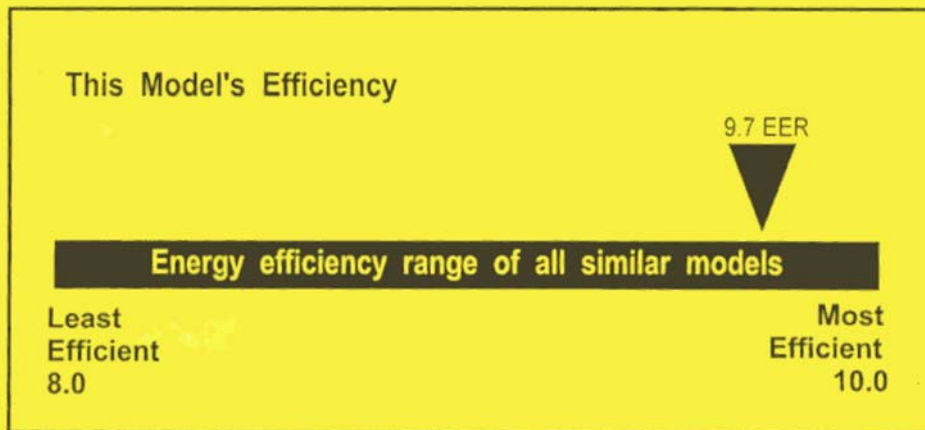 This Model's Efficiency
9.7 EER
Energy efficiency range of all similar models
Least
Efficient
8.0
Most
Efficient
10.0